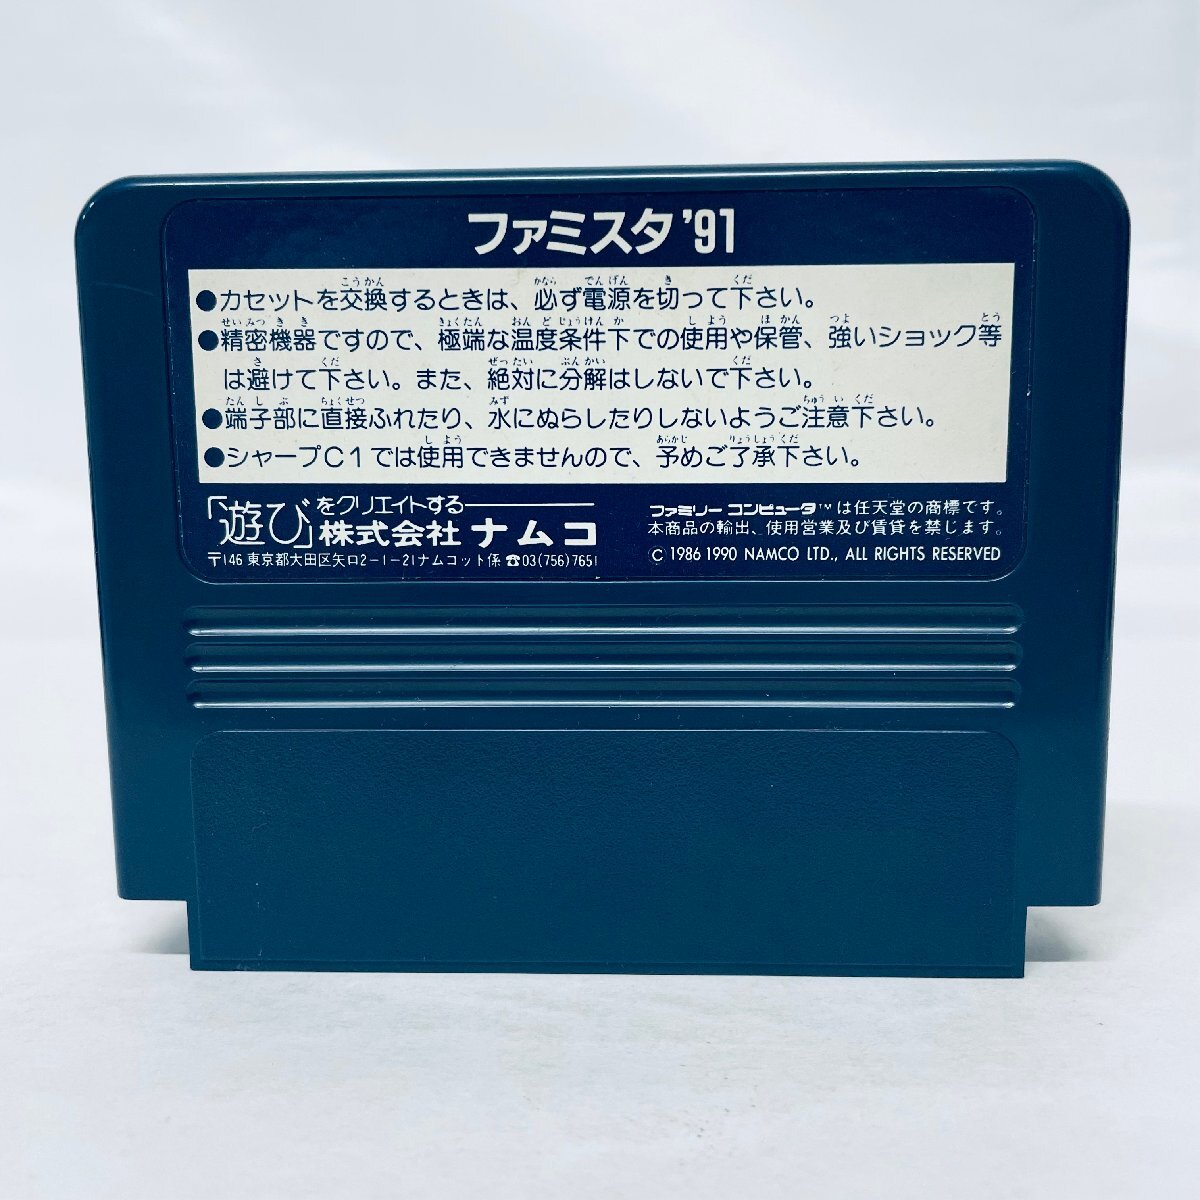 ファミスタ'91
●カセットを交換するときは、必ず電源を切って下さい。
●精密機器ですので、極端な温度条件下での使用や保管、強いショック等
は避けて下さい。また、絶対に分解はしないで下さい。
●端子部に直接ふれたり、水にぬらしたりしないようご注意下さい。
●シャープC1では使用できませんので、予めご了承下さい。
「遊び」をクリエイトする
株式会社ナムコ
〒146 東京都大田区矢口2-1-21ナムコット係 ☎03(756)7651
ファミリーコンピュータ™は任天堂の商標です。
本商品の輸出、使用営業及び賃貸を禁じます。
© 1986 1990 NAMCO LTD., ALL RIGHTS RESERVED